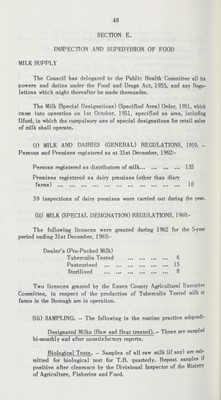 48
SECTION E.
INSPECTION AND SUPERVISION OF FOOD
MILK SUPPLY
The Council has delegated to the Public Health Committee all its
powers and duties under the Food and Drugs Act, 1955, and any Regu-
lations which might thereafter be made thereunder.
The Milk (Special Designations) (Specified Area) Order, 1951, which
came into operation on 1st October, 1951, specified an area, including
Ilford, in which the compulsory use of special designations for retail sales
of milk shall operate.
(i) MILK AND DAIRIES (GENERAL) REGULATIONS, 1959. –
Persons and Premises registered as at 31st December, 1962:-
Persons registered as distributors of milk... ... ... ... 135
Premises registered as dairy premises (other than dairy
farms) ... ... ... ... ... ... ... ... ... ... 16
59 inspections of dairy premises were carried out during the year.
(ii) MILK (SPECIAL DESIGNATION) REGULATIONS, 1960.-
The following licences were granted during 1962 for the 5-year
period ending 31st December, 1965:-
Dealer's (Pre-Packed Milk)
Tuberculin Tested ... ... ... ... 6
Pasteurised ... ... ... ... ... 15
Sterilised ... ... ... ... ... 8
Two licences granted by the Essex County Agricultural Executive
Committee, in respect of the production of Tuberculin Tested milk at
farms in the Borough are in operation.
(iii) SAMPLING. – The following is the routine practice adopted:-
Designated Milks (Raw and Heat treated). – These are sampled
bi-monthly and after unsatisfactory reports.
Biological Tests. – Samples of all raw milk (if any) are sub-
mitted for biological test for T.B. quarterly. Repeat samples if
positive after clearance by the Divisional Inspector of the Ministry
of Agriculture, Fisheries and Food.